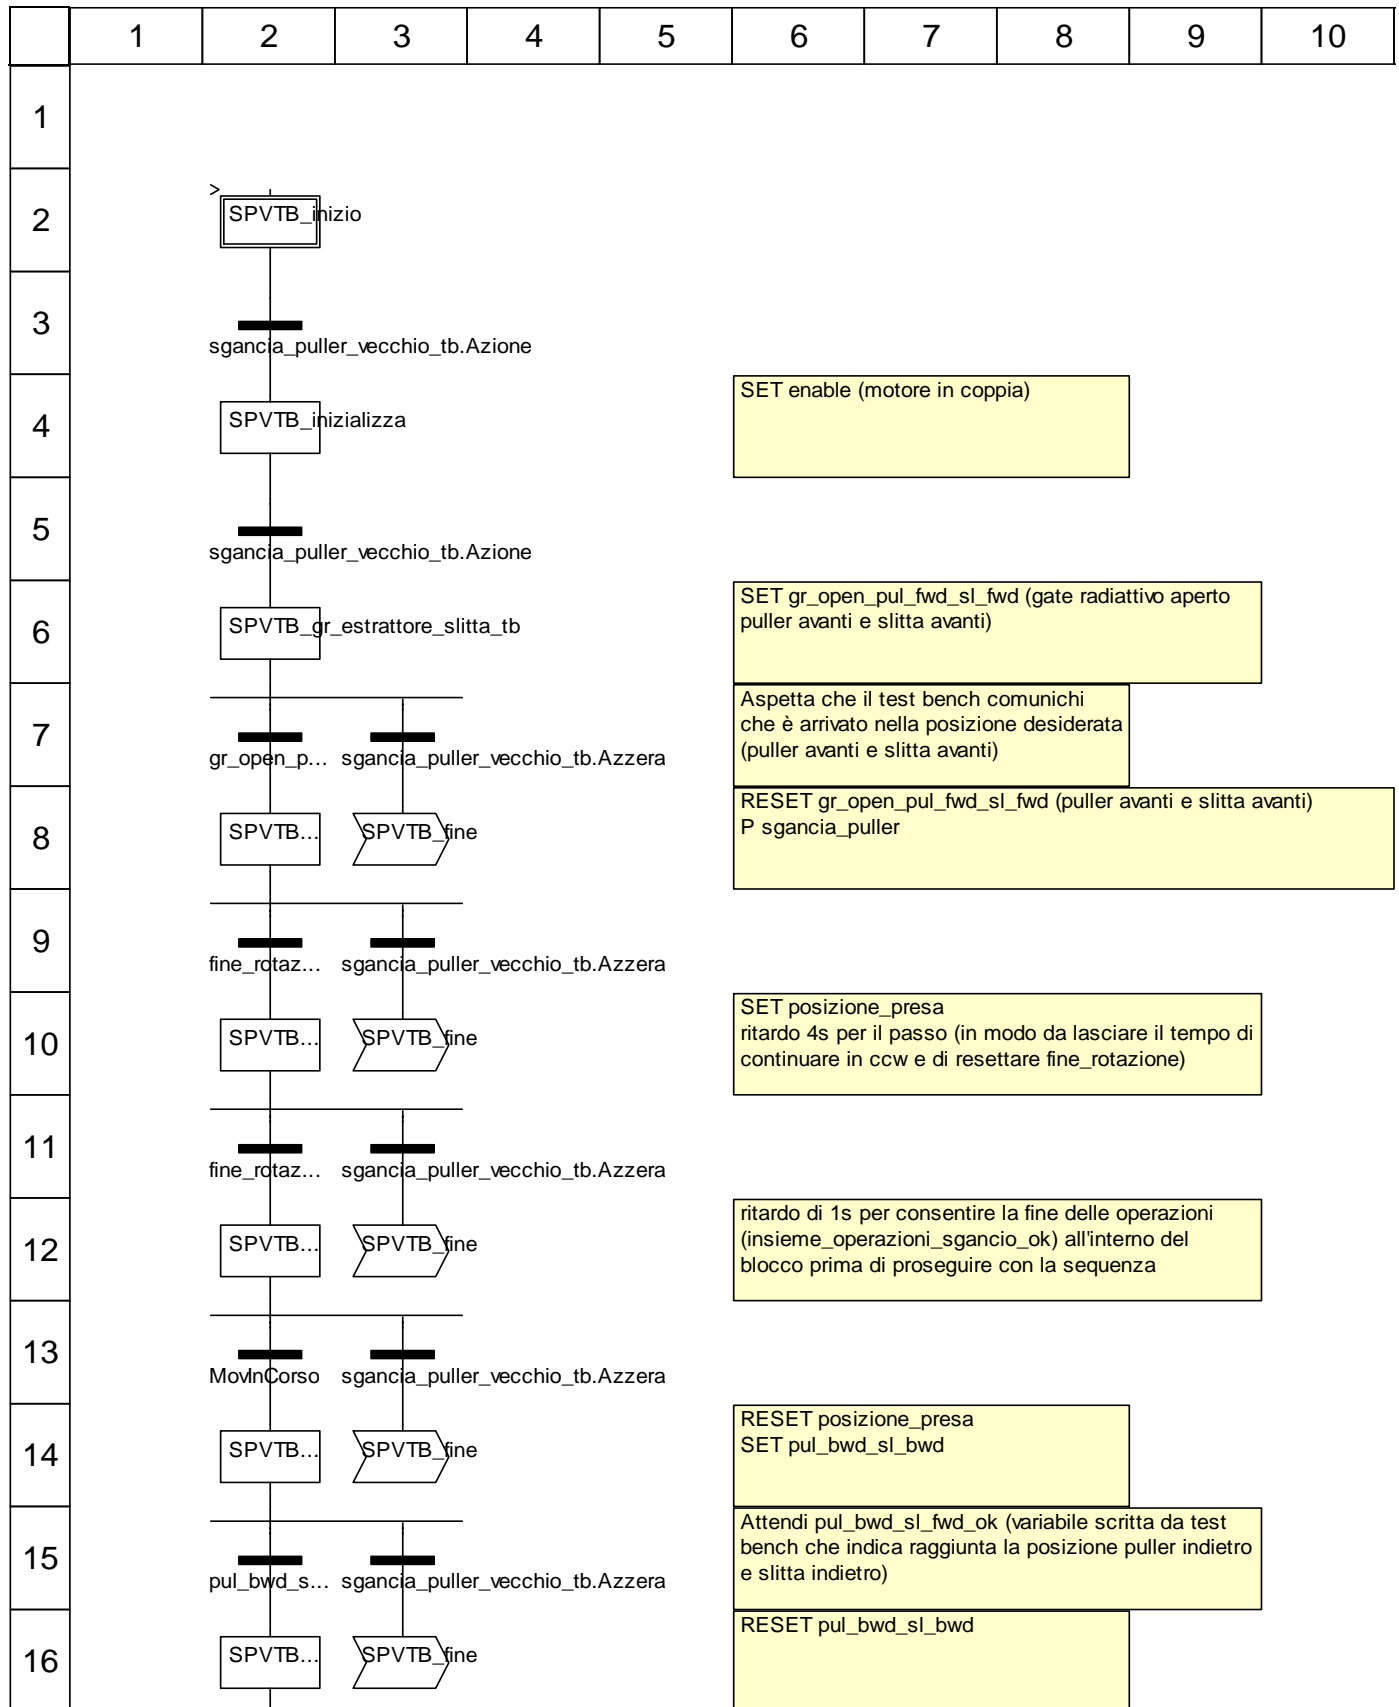 1 2 3 4 5 6 7 8 9 10
1
>
2
SPVTB_inizio
3
sgancia_puller_vecchio_tb.Azione
4
SPVTB_inizializza
SET enable (motore in coppia)
5
sgancia_puller_vecchio_tb.Azione
6
SPVTB_gr_estrattore_slitta_tb
SET gr_open_pul_fwd_sl_fwd (gate radiattivo aperto
puller avanti e slitta avanti)
7
gr_open_p... sgancia_puller_vecchio_tb.Azzera
Aspetta che il test bench comunichi
che è arrivato nella posizione desiderata
(puller avanti e slitta avanti)
8
SPVTB... SPVTB_fine
RESET gr_open_pul_fwd_sl_fwd (puller avanti e slitta avanti)
P sgancia_puller
9
fine_rotaz... sgancia_puller_vecchio_tb.Azzera
10
SPVTB... SPVTB_fine
SET posizione_presa
ritardo 4s per il passo (in modo da lasciare il tempo di
continuare in ccw e di resettare fine_rotazione)
11
fine_rotaz... sgancia_puller_vecchio_tb.Azzera
12
SPVTB... SPVTB_fine
ritardo di 1s per consentire la fine delle operazioni
(insieme_operazioni_sgancio_ok) all'interno del
blocco prima di proseguire con la sequenza
13
MovInCorso sgancia_puller_vecchio_tb.Azzera
14
SPVTB... SPVTB_fine
RESET posizione_presa
SET pul_bwd_sl_bwd
15
pul_bwd_s... sgancia_puller_vecchio_tb.Azzera
Attendi pul_bwd_sl_fwd_ok (variabile scritta da test
bench che indica raggiunta la posizione puller indietro
e slitta indietro)
16
SPVTB... SPVTB_fine
RESET pul_bwd_sl_bwd